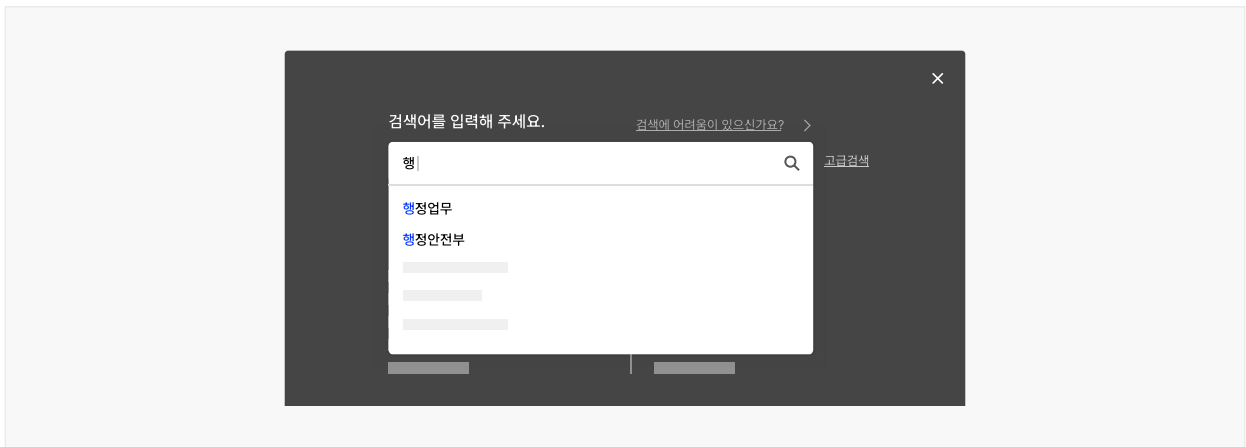 검색어를 입력해 주세요.
검색에 어려움이 있으신가요?
행
고급검색
행정업무
행정안전부